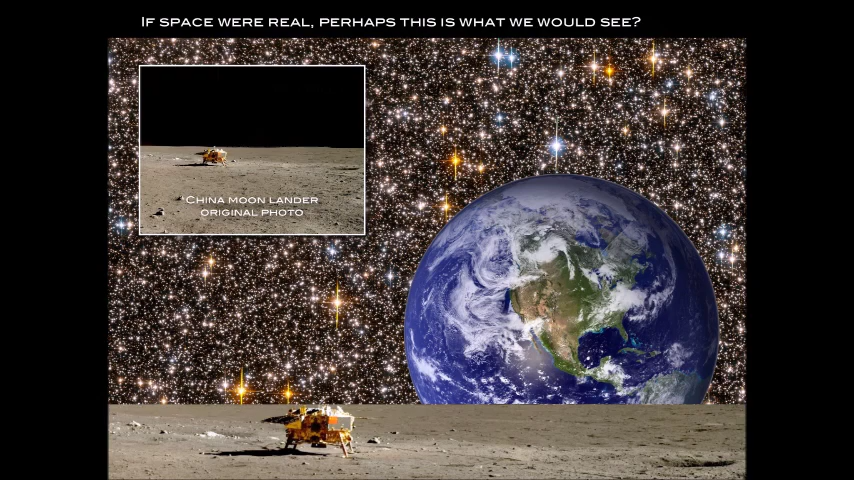 If space were real, perhaps this is what we would see?
*China moon lander
original photo